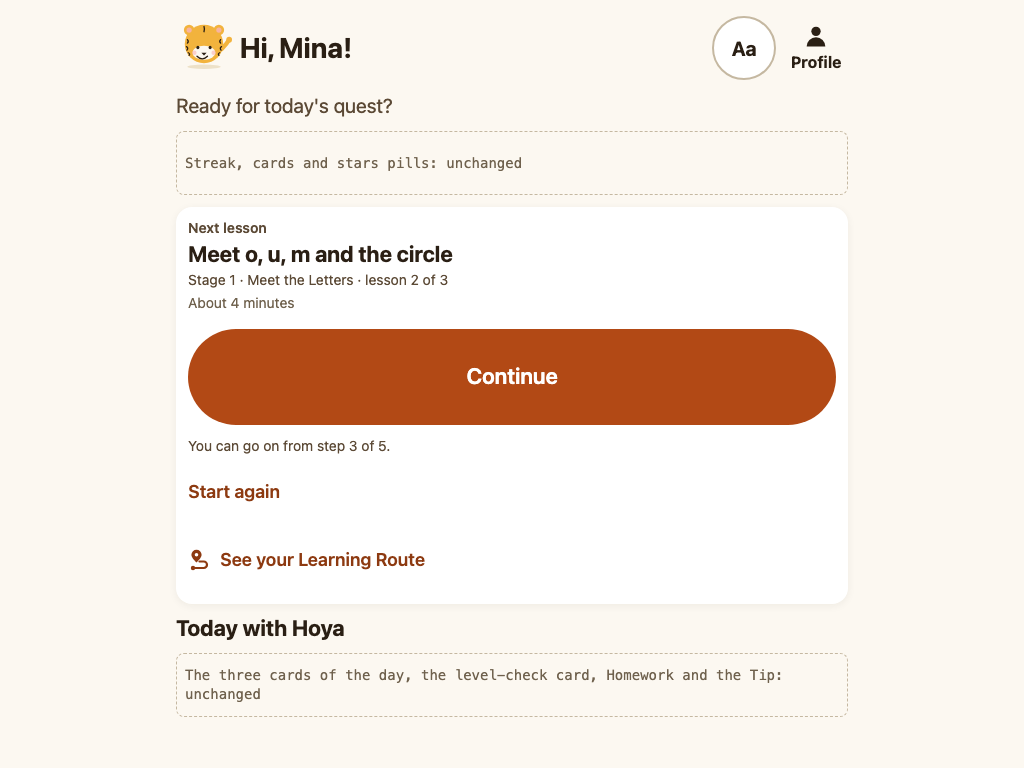 Hi, Mina!
Aa
Profile
Ready for today's quest?
Streak, cards and stars pills: unchanged
Next lesson
Meet o, u, m and the circle
Stage 1 · Meet the Letters · lesson 2 of 3
About 4 minutes
Continue
You can go on from step 3 of 5.
Start again
See your Learning Route
Today with Hoya
The three cards of the day, the level-check card, Homework and the Tip:
unchanged